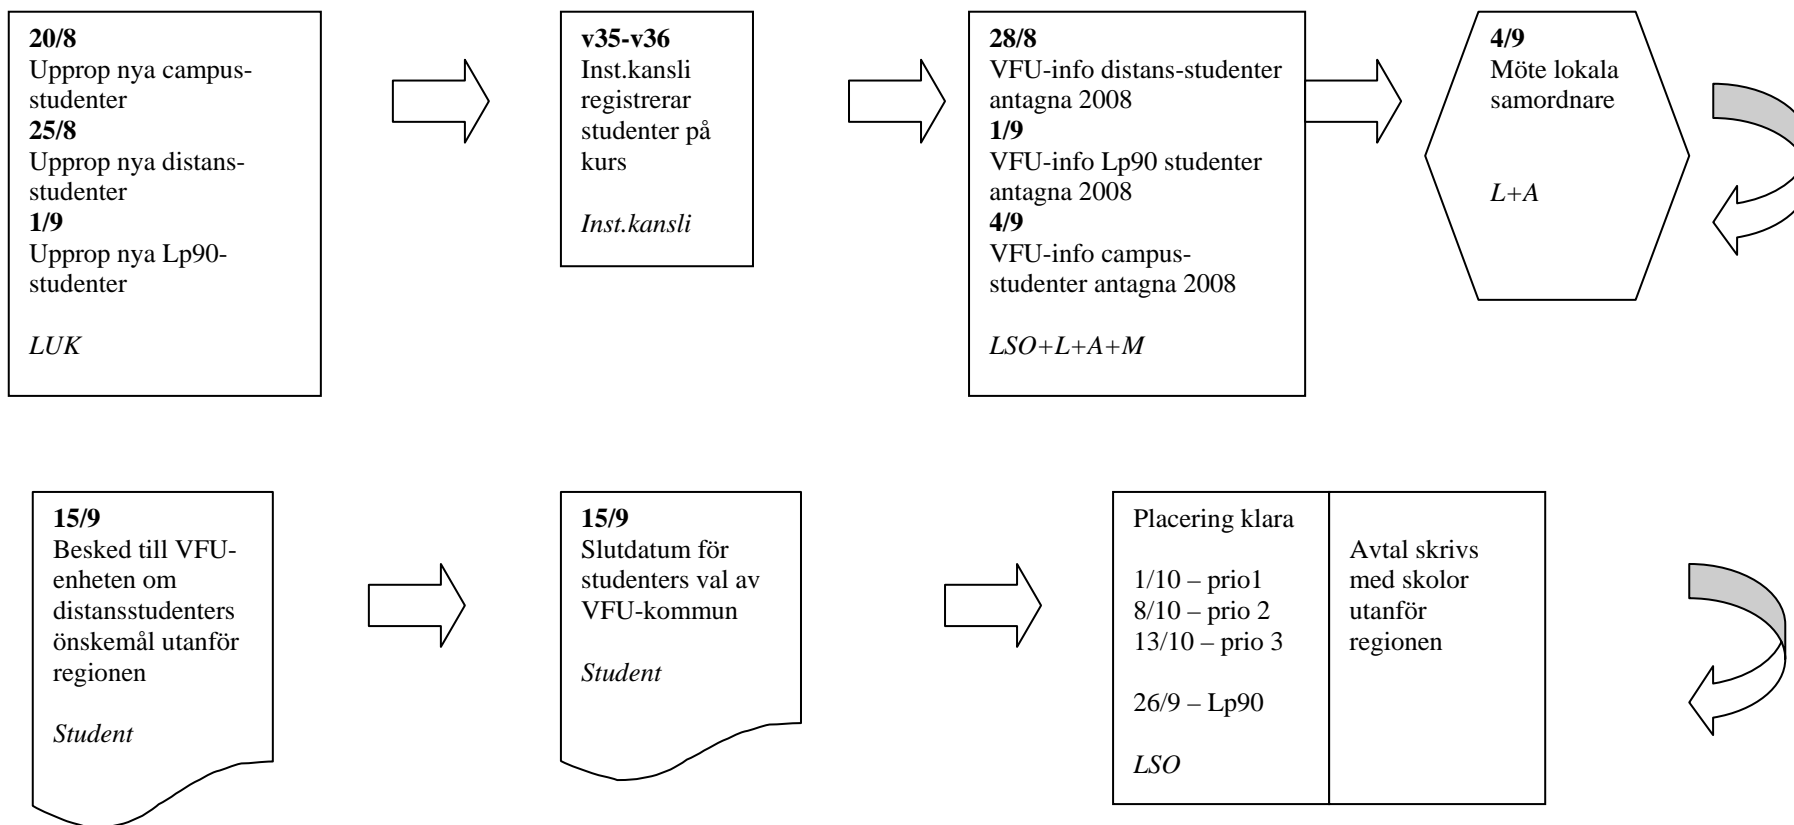 20/8
Upprop nya campus-
studenter
25/8
Upprop nya distans-
studenter
1/9
Upprop nya Lp90-
studenter
LUK
v35-v36
Inst.kansli
registrerar
studenter på
kurs
Inst.kansli
28/8
VFU-info distans-studenter
antagna 2008
1/9
VFU-info Lp90 studenter
antagna 2008
4/9
VFU-info campus-
studenter antagna 2008
LSO+L+A+M
4/9
Möte lokala
samordnare
L+A
15/9
Besked till VFU-
enheten om
distansstudenters
önskemål utanför
regionen
Student
15/9
Slutdatum för
studenters val av
VFU-kommun
Student
Placering klara
1/10 – prio1
8/10 – prio 2
13/10 – prio 3
26/9 – Lp90
LSO
Avtal skrivs
med skolor
utanför
regionen